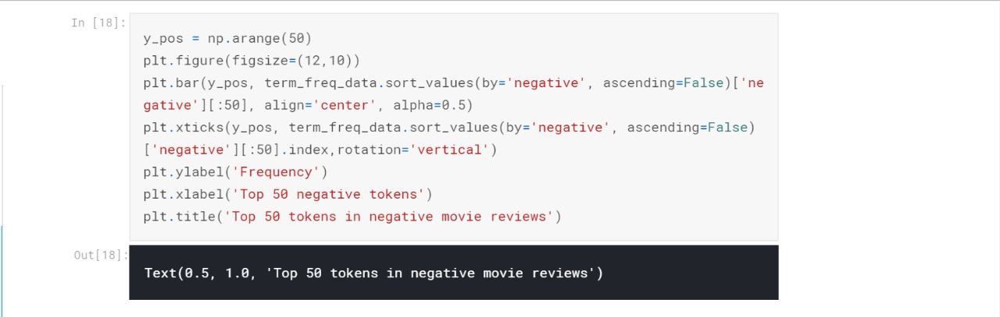 In [18]:
y_pos = np.arange(50)
plt.figure(figsize=(12,10))
plt.bar(y_pos, term_freq_data.sort_values(by='negative', ascending=False)['ne
gative'][:50], align='center', alpha=0.5)
plt.xticks(y_pos, term_freq_data.sort_values(by='negative', ascending=False)
['negative'][:50].index,rotation='vertical')
plt.ylabel('Frequency')
plt.xlabel('Top 50 negative tokens')
plt.title('Top 50 tokens in negative movie reviews')
Out[18]:
Text(0.5, 1.0, 'Top 50 tokens in negative movie reviews')